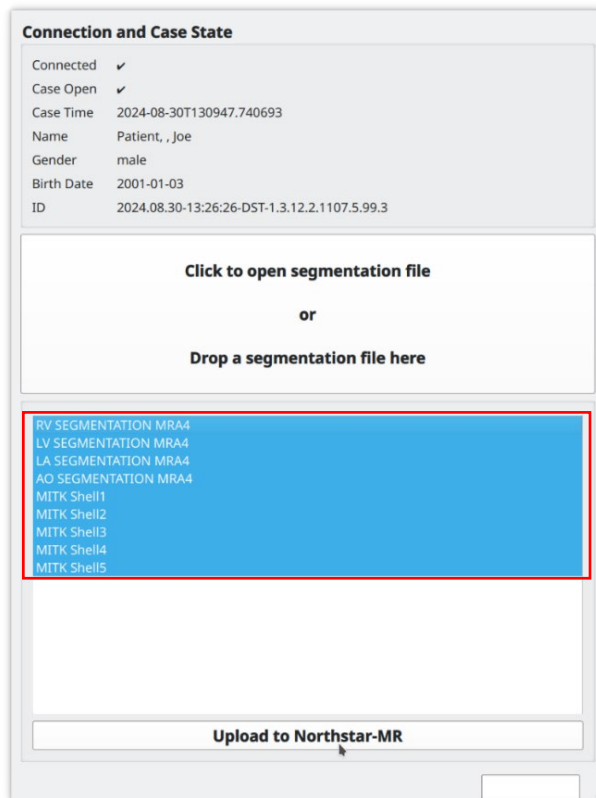 Connection and Case State
Connected ✔
Case Open ✔
Case Time 2024-08-30T130947.740693
Name Patient, , Joe
Gender male
Birth Date 2001-01-03
ID 2024.08.30-13:26:26-DST-1.3.12.2.1107.5.99.3
Click to open segmentation file
or
Drop a segmentation file here
RV SEGMENTATION MRA4
LV SEGMENTATION MRA4
LA SEGMENTATION MRA4
AO SEGMENTATION MRA4
MITK Shell1
MITK Shell2
MITK Shell3
MITK Shell4
MITK Shell5
Upload to Northstar-MR